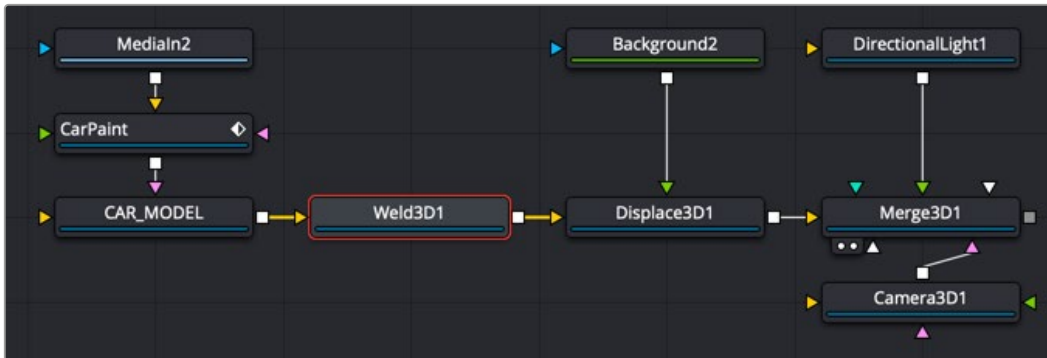 MediaIn2
Background2
DirectionalLight1
CarPaint
CAR_MODEL
Weld3D1
Displace3D1
Merge3D1
Camera3D1